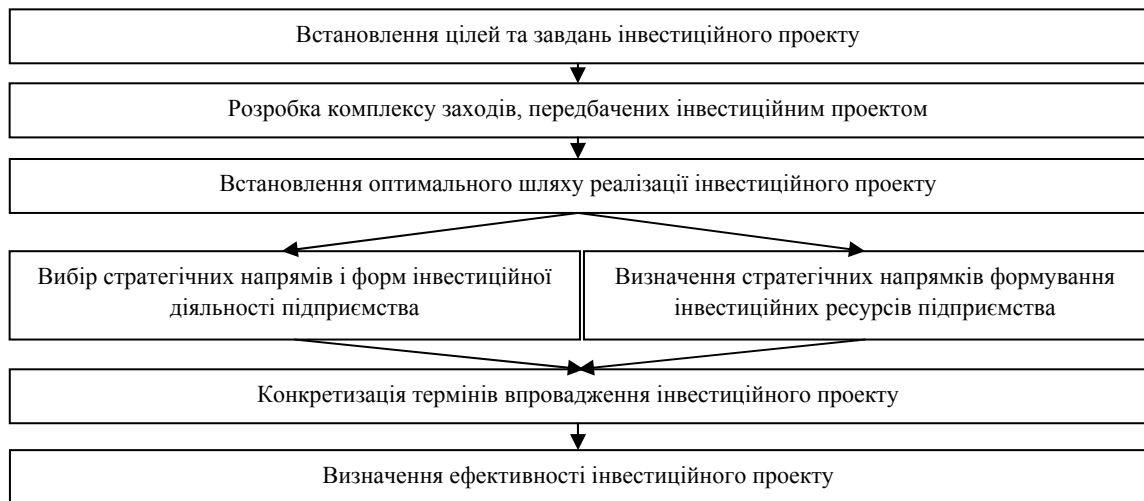 Встановлення цілей та завдань інвестиційного проекту
Розробка комплексу заходів, передбачених інвестиційним проектом
Встановлення оптимального шляху реалізації інвестиційного проекту
Вибір стратегічних напрямів і форм інвестиційної
діяльності підприємства
Визначення стратегічних напрямків формування
інвестиційних ресурсів підприємства
Конкретизація термінів впровадження інвестиційного проекту
Визначення ефективності інвестиційного проекту